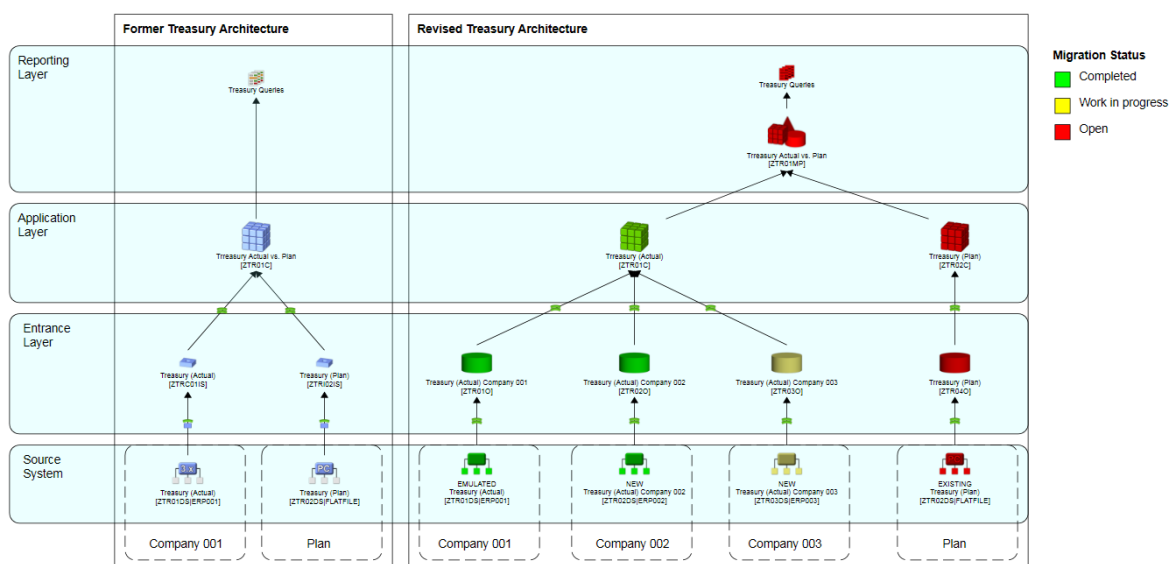 Former Treasury Architecture
Revised Treasury Architecture
Migration Status
Completed
Work in progress
Open
Reporting
Layer
Treasury Queries
Treasury Queries
Trreasury Actual vs. Plan
[ZTR01MP]
Application
Layer
Trreasury Actual vs. Plan
[ZTR01C]
Trreasury (Actual)
[ZTR01C]
Trreasury (Plan)
[ZTR02C]
Entrance
Layer
Treasury (Actual)
[ZTRC01IS]
Treasury (Plan)
[ZTRI02IS]
Treasury (Actual) Company 001
[ZTR01O]
Treasury (Actual) Company 002
[ZTR02O]
Treasury (Actual) Company 003
[ZTR03O]
Treasury (Plan)
[ZTR04O]
Source
System
3.x
Treasury (Actual)
[ZTR01DS|ERP001]
PC
Treasury (Plan)
[ZTR02DS|FLATFILE]
EMULATED
Treasury (Actual)
[ZTR01DS|ERP001]
NEW
Treasury (Actual) Company 002
[ZTR02DS|ERP002]
NEW
Treasury (Actual) Company 003
[ZTR03DS|ERP003]
EXISTING
Treasury (Plan)
[ZTR02DS|FLATFILE]
Company 001
Plan
Company 001
Company 002
Company 003
Plan